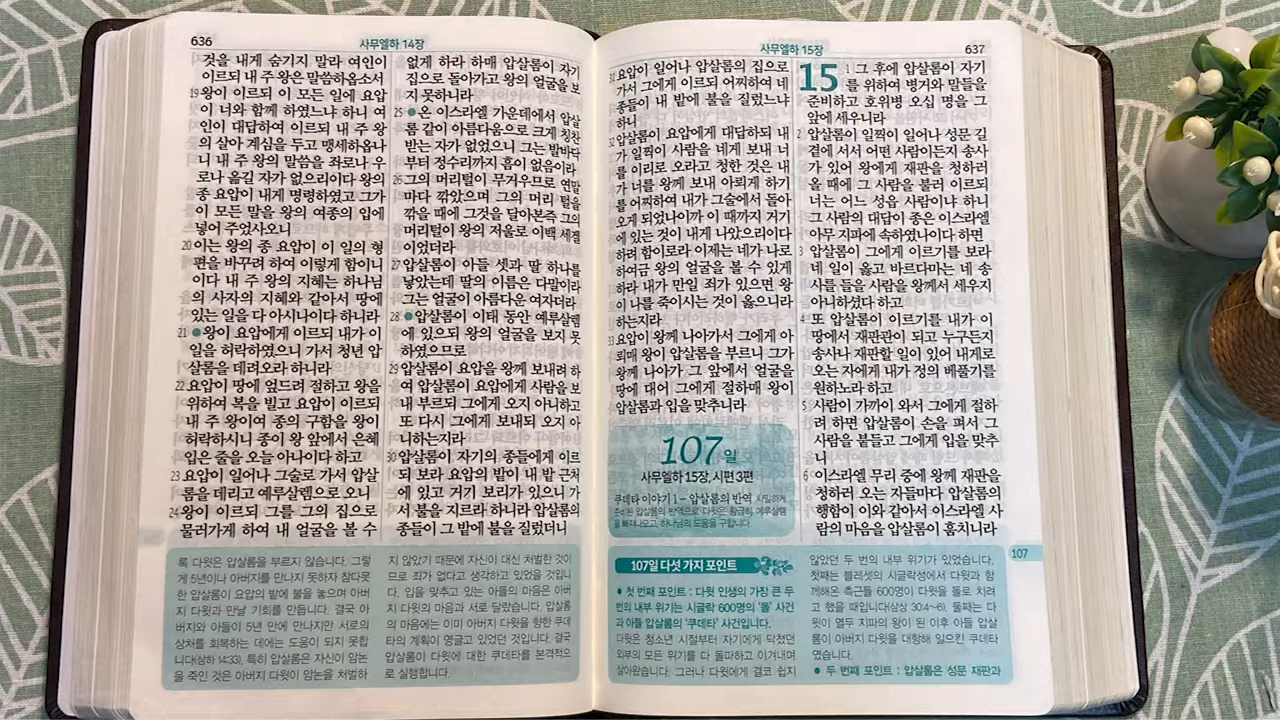 636
사무엘하 14장
것을 내게 숨기지 말라 여인이
이르되 내 주 왕은 말씀하옵소서
19 왕이 이르되 이 모든 일에 요압
이 너와 함께 하였느냐 하니 여
인이 대답하여 이르되 내 주 왕
의 살아 계심을 두고 맹세하옵나
니 내 주 왕의 말씀을 좌로나 우
로나 옮길 자가 없으리이다 왕의
종 요압이 내게 명령하였고 그가
이 모든 말을 왕의 여종의 입에
넣어 주었사오니
20 이는 왕의 종 요압이 이 일의 형
편을 바꾸려 하여 이렇게 함이니
이다 내 주 왕의 지혜는 하나님
의 사자의 지혜와 같아서 땅에
있는 일을 다 아시나이다 하니라
21 ●왕이 요압에게 이르되 내가 이
일을 허락하였으니 가서 청년 압
살롬을 데려오라 하니라
22 요압이 땅에 엎드려 절하고 왕을
위하여 복을 빌고 요압이 이르되
내 주 왕이여 종의 구함을 왕이
허락하시니 종이 왕 앞에서 은혜
입은 줄을 오늘 아나이다 하고
23 요압이 일어나 그술로 가서 압살
롬을 데리고 예루살렘으로 오니
24 왕이 이르되 그를 그의 집으로
물러가게 하여 내 얼굴을 볼 수
없게 하라 하매 압살롬이 자기
집으로 돌아가고 왕의 얼굴을 보
지 못하니라
25 ●온 이스라엘 가운데에서 압살
롬 같이 아름다움으로 크게 칭찬
받는 자가 없었으니 그는 발바닥
부터 정수리까지 흠이 없음이라
26 그의 머리털이 무거우므로 연말
마다 깎았으며 그의 머리 털을
깎을 때에 그것을 달아본즉 그의
머리털이 왕의 저울로 이백 세겔
이었더라
27 압살롬이 아들 셋과 딸 하나를
낳았는데 딸의 이름은 다말이라
그는 얼굴이 아름다운 여자더라
28 ●압살롬이 이태 동안 예루살렘
에 있으되 왕의 얼굴을 보지 못
하였으므로
29 압살롬이 요압을 왕께 보내려 하
여 압살롬이 요압에게 사람을 보
내 부르되 그에게 오지 아니하고
또 다시 그에게 보내되 오지 아
니하는지라
30 압살롬이 자기의 종들에게 이르
되 보라 요압의 밭이 내 밭 근처
에 있고 거기 보리가 있으니 가
서 불을 지르라 하니라 압살롬의
종들이 그 밭에 불을 질렀더니
록 다윗은 압살롬을 부르지 않습니다. 그렇
게 5년이나 아버지를 만나지 못하자 참다못
한 압살롬이 요압의 밭에 불을 놓으며 아버
지 다윗과 만날 기회를 만듭니다. 결국 아
버지와 아들이 5년 만에 만나지만 서로의
상처를 회복하는 데에는 도움이 되지 못합
니다(삼하 14:33). 특히 압살롬은 자신이 암논
을 죽인 것은 아버지 다윗이 암논을 처벌하
지 않았기 때문에 자신이 대신 처벌한 것이
므로 죄가 없다고 생각하고 있었을 것입니
다. 입을 맞추고 있는 아들의 마음은 아버
지 다윗의 마음과 서로 달랐습니다. 압살롬
의 마음에는 이미 아버지 다윗을 향한 쿠데
타의 계획이 영글고 있었던 것입니다. 결국
압살롬이 다윗에 대한 쿠데타를 본격적으
로 실행합니다.
사무엘하 15장
637
31 요압이 일어나 압살롬의 집으로
가서 그에게 이르되 어찌하여 네
종들이 내 밭에 불을 질렀느냐
하니
32 압살롬이 요압에게 대답하되 내
가 일찍이 사람을 네게 보내 너
를 이리로 오라고 청한 것은 내
가 너를 왕께 보내 아뢰게 하기
를 어찌하여 내가 그술에서 돌아
오게 되었나이까 이 때까지 거기
에 있는 것이 내게 나았으리이다
하려 함이로라 이제는 네가 나로
하여금 왕의 얼굴을 볼 수 있게
하라 내가 만일 죄가 있으면 왕
이 나를 죽이시는 것이 옳으니라
하는지라
33 요압이 왕께 나아가서 그에게 아
뢰매 왕이 압살롬을 부르니 그가
왕께 나아가 그 앞에서 얼굴을
땅에 대어 그에게 절하매 왕이
압살롬과 입을 맞추니라
107일
사무엘하 15장, 시편 3편
쿠데타 이야기 1 – 압살롬의 반역 치밀하게
준비된 압살롬의 반역으로 다윗은 황급히 예루살렘
을 빠져나오고, 하나님의 도움을 구합니다.
15 1 그 후에 압살롬이 자기
를 위하여 병거와 말들을
준비하고 호위병 오십 명을 그
앞에 세우니라
2 압살롬이 일찍이 일어나 성문 길
곁에 서서 어떤 사람이든지 송사
가 있어 왕에게 재판을 청하러
올 때에 그 사람을 불러 이르되
너는 어느 성읍 사람이냐 하니
그 사람의 대답이 종은 이스라엘
아무 지파에 속하였나이다 하면
3 압살롬이 그에게 이르기를 보라
네 일이 옳고 바르다마는 네 송
사를 들을 사람을 왕께서 세우지
아니하셨다 하고
4 또 압살롬이 이르기를 내가 이
땅에서 재판관이 되고 누구든지
송사나 재판할 일이 있어 내게로
오는 자에게 내가 정의 베풀기를
원하노라 하고
5 사람이 가까이 와서 그에게 절하
려 하면 압살롬이 손을 펴서 그
사람을 붙들고 그에게 입을 맞추
니
6 이스라엘 무리 중에 왕께 재판을
청하러 오는 자들마다 압살롬의
행함이 이와 같아서 이스라엘 사
람의 마음을 압살롬이 훔치니라
107일 다섯 가지 포인트
● 첫 번째 포인트 : 다윗 인생의 가장 큰 두
번의 내부 위기는 시글락 600명의 '돌' 사건
과 아들 압살롬의 '쿠데타' 사건입니다.
다윗은 청소년 시절부터 자기에게 닥쳤던
외부의 모든 위기를 다 돌파하고 이겨내며
살아왔습니다. 그러나 다윗에게 결코 쉽지
않았던 두 번의 내부 위기가 있었습니다.
첫째는 블레셋의 시글락성에서 다윗과 함
께해온 측근들 600명이 다윗을 돌로 치려
고 했을 때입니다(삼상 30:4~6). 둘째는 다
윗이 열두 지파의 왕이 된 이후 아들 압살
롬이 아버지 다윗을 대항해 일으킨 쿠데타
였습니다.
● 두 번째 포인트 : 압살롬은 성문 재판과
107